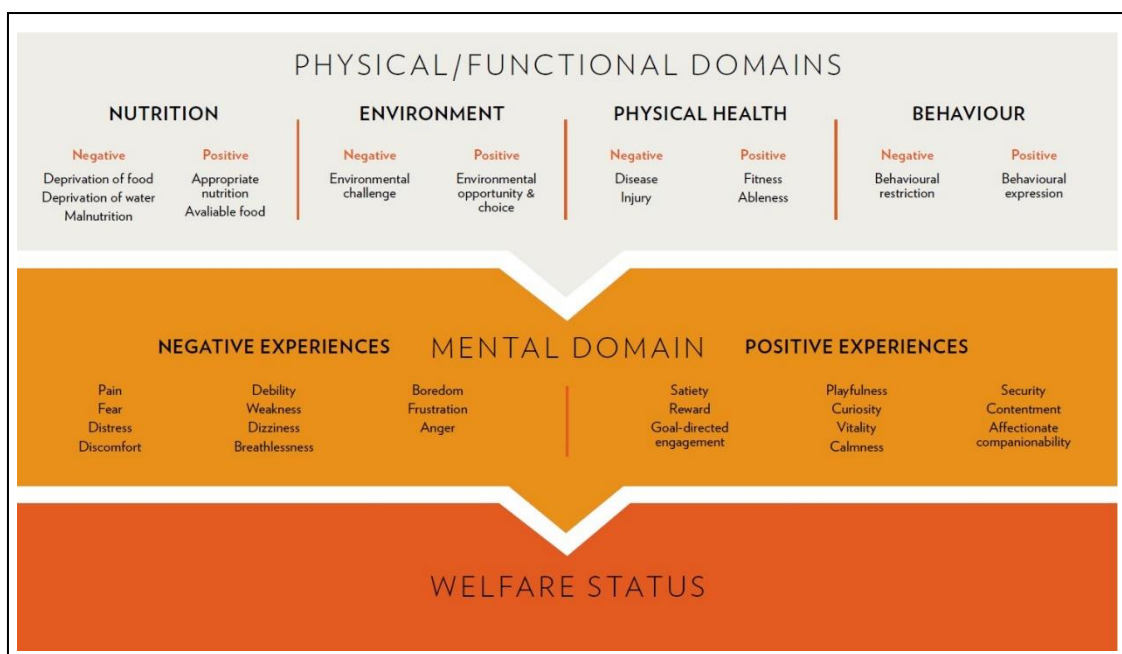 PHYSICAL/FUNCTIONAL DOMAINS
NUTRITION
Negative
Deprivation of food
Deprivation of water
Malnutrition
Positive
Appropriate
nutrition
Avaliable food
ENVIRONMENT
Negative
Environmental
challenge
Positive
Environmental
opportunity &
choice
PHYSICAL HEALTH
Negative
Disease
Injury
Positive
Fitness
Ableness
BEHAVIOUR
Negative
Behavioural
restriction
Positive
Behavioural
expression
MENTAL DOMAIN
NEGATIVE EXPERIENCES
Pain
Fear
Distress
Discomfort
Debility
Weakness
Dizziness
Breathlessness
Boredom
Frustration
Anger
POSITIVE EXPERIENCES
Satiety
Reward
Goal-directed
engagement
Playfulness
Curiosity
Vitality
Calmness
Security
Contentment
Affectionate
companionability
WELFARE STATUS